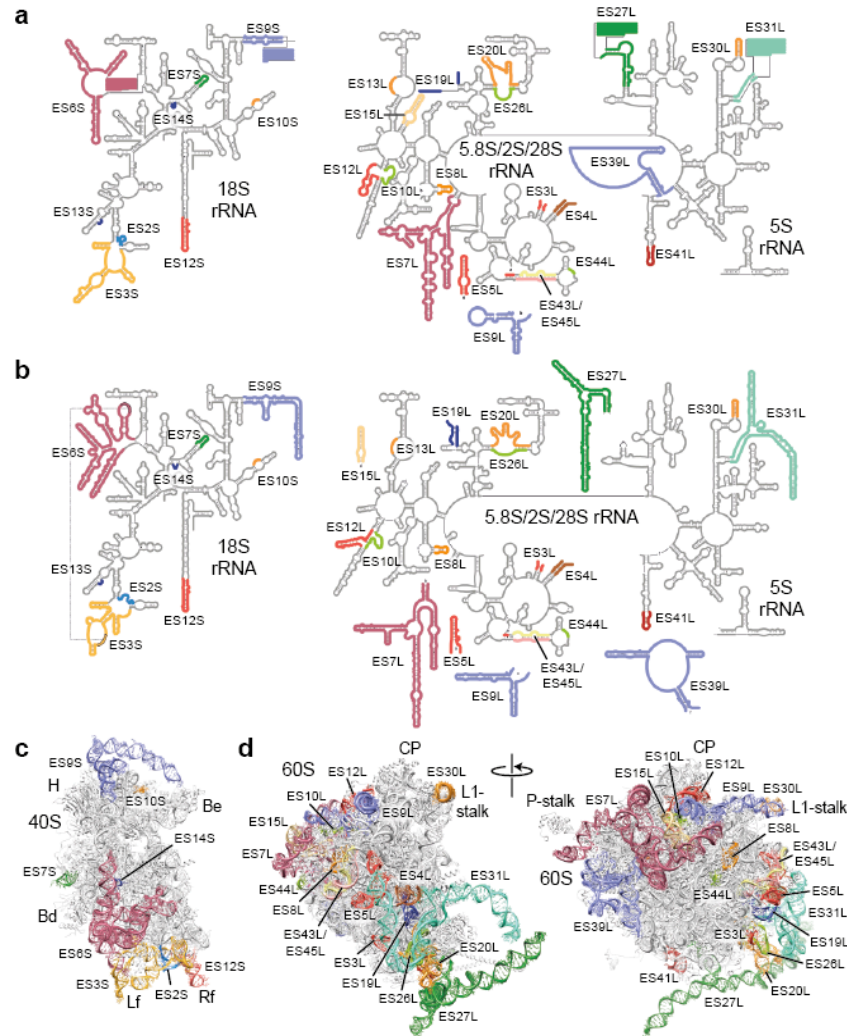 a
ES9S
ES7S
ES6S
ES14S
ES10S
18S
rRNA
ES13S
ES2S
ES12S
ES3S
ES27L
ES31L
ES20L
ES30L
ES19L
ES13L
ES26L
ES15L
5.8S/2S/28S
rRNA
ES39L
ES12L
ES8L
ES10L
ES3L
ES4L
5S
rRNA
ES7L
ES44L
ES41L
ES5L
ES43L/
ES45L
ES9L
b
ES9S
ES7S
ES6S
ES14S
ES10S
18S
rRNA
ES13S
ES2S
ES12S
ES3S
ES27L
ES30L
ES31L
ES19L
ES20L
ES13L
ES26L
ES15L
5.8S/2S/28S rRNA
ES12L
ES10L
ES8L
ES3L
ES4L
5S
rRNA
ES44L
ES41L
ES7L
ES5L
ES43L/
ES45L
ES9L
ES39L
c
ES9S
H
ES10S
Be
40S
ES14S
ES7S
Bd
ES6S
ES12S
ES3S
Lf
ES2S
Rf
d
CP
60S
ES12L
ES30L
ES10L
L1-
stalk
ES9L
ES15L
ES7L
ES4L
ES31L
ES44L
ES8L
ES5L
ES43L/
ES45L
ES3L
ES20L
ES19L
ES26L
ES27L
CP
ES10L
ES12L
ES15L
ES9L
ES30L
P-stalk
ES7L
L1-stalk
ES8L
60S
ES43L/
ES45L
ES44L
ES5L
ES31L
ES39L
ES3L
ES19L
ES41L
ES26L
ES27L
ES20L